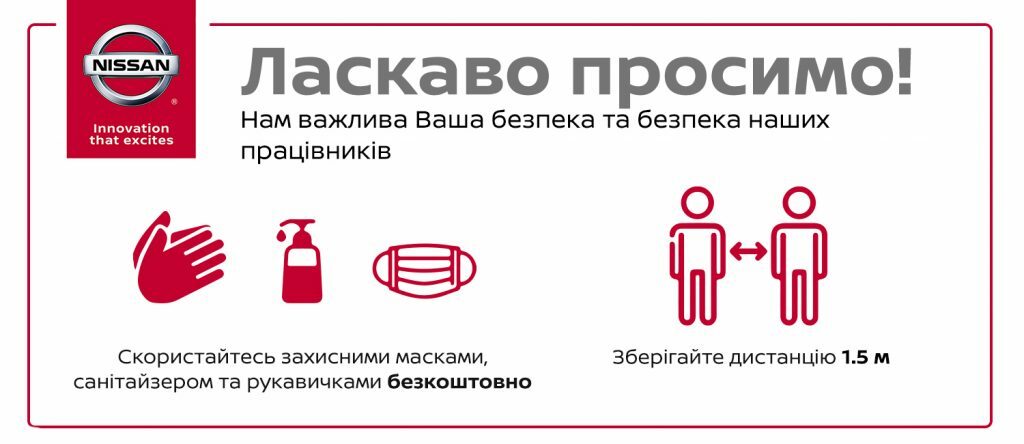 NISSAN
®
Innovation
that excites
Ласкаво просимо!
Нам важлива Ваша безпека та безпека наших
працівників
Скористайтесь захисними масками,
санітайзером та рукавичками безкоштовно
Зберігайте дистанцію 1.5 м